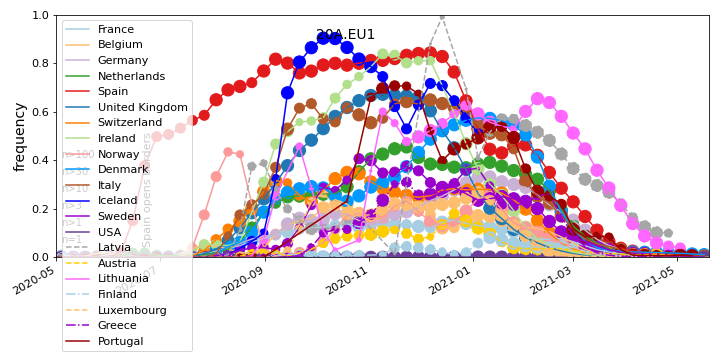 20A.EU1
frequency
1.0
0.8
0.6
0.4
0.2
0.0
2020-05
2020-07
2020-09
2020-11
2021-01
2021-03
2021-05
Spain opens borders
n>100
n>30
n>10
n>3
n>1
n=1
France
Belgium
Germany
Netherlands
Spain
United Kingdom
Switzerland
Ireland
Norway
Denmark
Italy
Iceland
Sweden
USA
Latvia
Austria
Lithuania
Finland
Luxembourg
Greece
Portugal